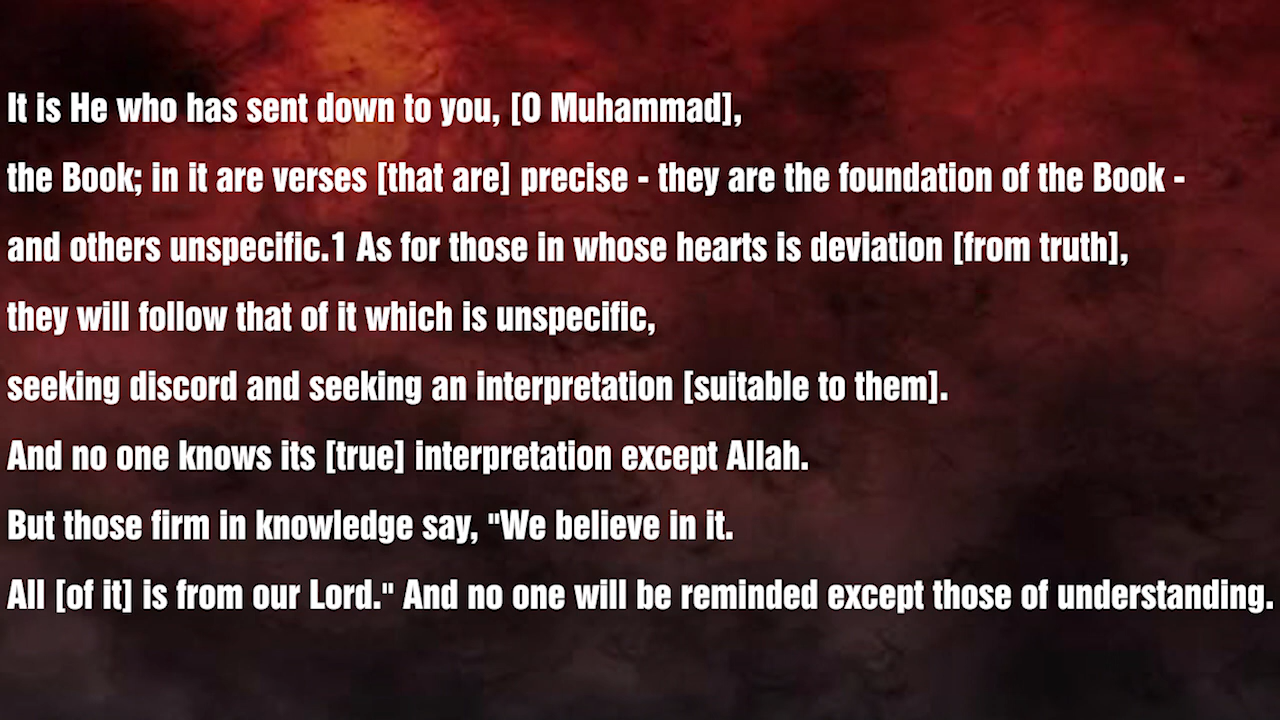 It is He who has sent down to you, [O Muhammad],
the Book; in it are verses [that are] precise - they are the foundation of the Book -
and others unspecific.1 As for those in whose hearts is deviation [from truth],
they will follow that of it which is unspecific,
seeking discord and seeking an interpretation [suitable to them].
And no one knows its [true] interpretation except Allah.
But those firm in knowledge say, "We believe in it.
All [of it] is from our Lord." And no one will be reminded except those of understanding.